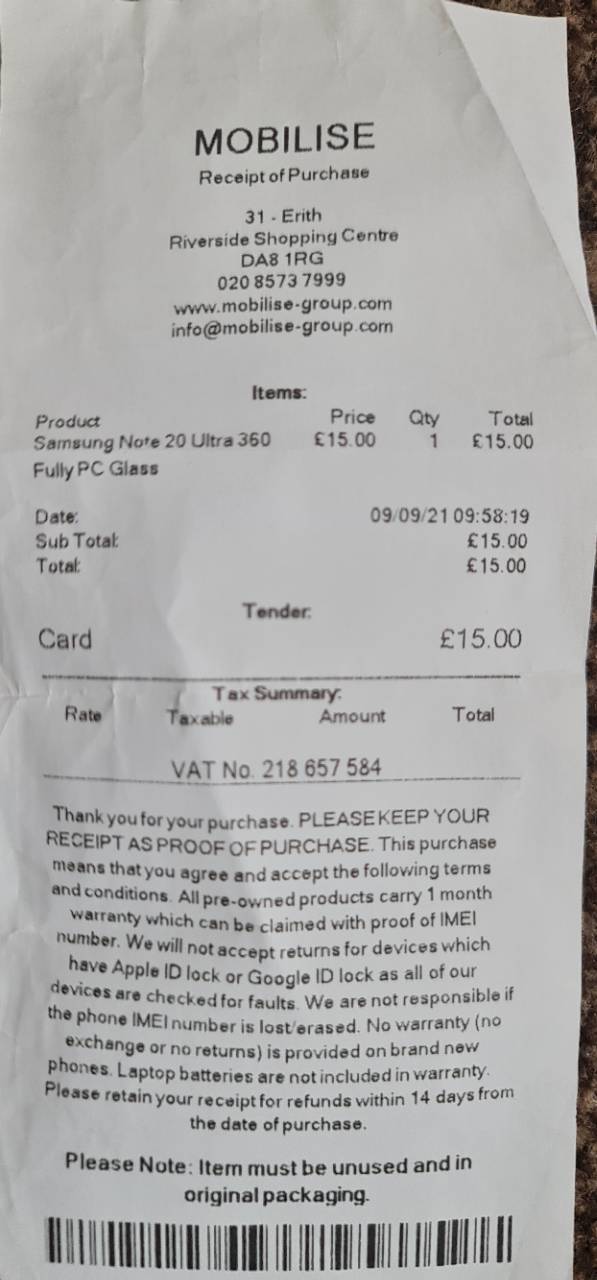 MOBILISE
Receipt of Purchase
31 - Erith
Riverside Shopping Centre
DA8 1RG
020 8573 7999
www.mobilise-group.com
info@mobilise-group.com
Items:
Product Price Qty Total
Samsung Note 20 Ultra 360 £15.00 1 £15.00
Fully PC Glass
Date: 09/09/21 09:58:19
Sub Total: £15.00
Total: £15.00
Tender:
Card £15.00
Tax Summary:
Rate Taxable Amount Total
VAT No. 218 657 584
Thank you for your purchase. PLEASE KEEP YOUR
RECEIPT AS PROOF OF PURCHASE. This purchase
means that you agree and accept the following terms
and conditions. All pre-owned products carry 1 month
warranty which can be claimed with proof of IMEI
number. We will not accept returns for devices which
have Apple ID lock or Google ID lock as all of our
devices are checked for faults. We are not responsible if
the phone IMEI number is lost/erased. No warranty (no
exchange or no returns) is provided on brand new
phones. Laptop batteries are not included in warranty.
Please retain your receipt for refunds within 14 days from
the date of purchase.
Please Note: Item must be unused and in
original packaging.